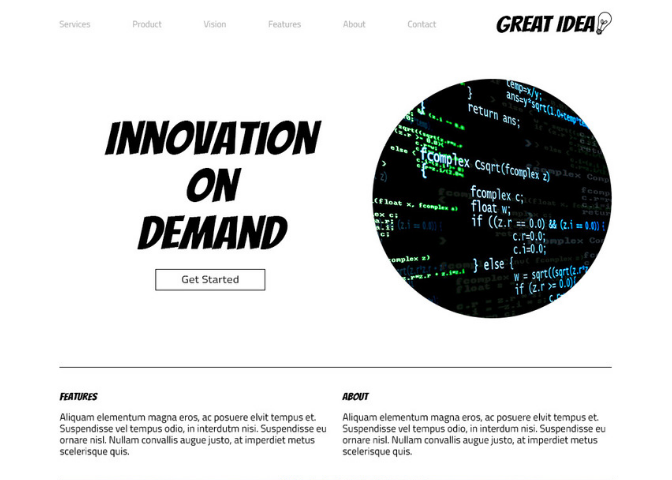 Services Product Vision Features About Contact GREAT IDEA
INNOVATION
ON
DEMAND
Get Started
temp=x/y;
}
ans=y*sqrt(1.0+temp*temp
return ans;
fcomplex Csqrt(fcomplex z)
{
fcomplex c;
float w;
if ((z.r == 0.0) && (z.i == 0.0)
c.r=0.0;
c.i=0.0;
} else {
w = sqrt((sqrt(z.r*
if (z.r >= 0.0)
FEATURES
Aliquam elementum magna eros, ac posuere elvit tempus et.
Suspendisse vel tempus odio, in interdutm nisi. Suspendisse eu
ornare nisl. Nullam convallis augue justo, at imperdiet metus
scelerisque quis.
ABOUT
Aliquam elementum magna eros, ac posuere elvit tempus et.
Suspendisse vel tempus odio, in interdum nisi. Suspendisse eu
ornare nisl. Nullam convallis augue justo, at imperdiet metus
scelerisque quis.